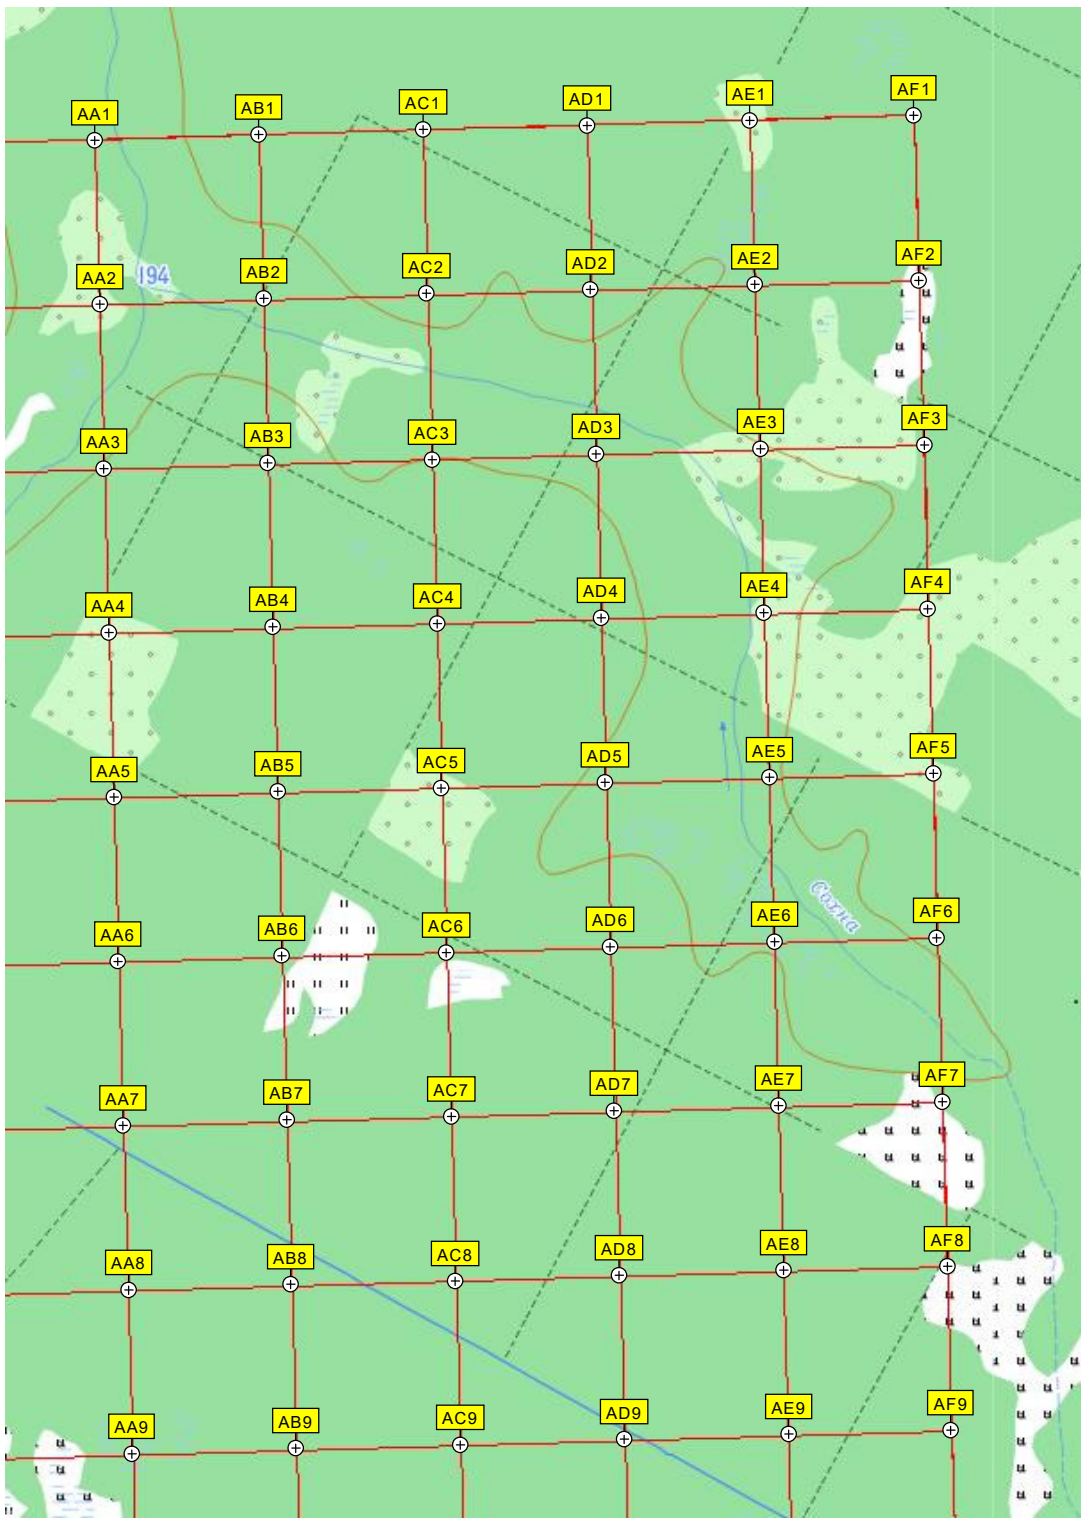 AA1 AB1 AC1 AD1 AE1 AF1
194
AA2 AB2 AC2 AD2 AE2 AF2
AA3 AB3 AC3 AD3 AE3 AF3
AA4 AB4 AC4 AD4 AE4 AF4
AA5 AB5 AC5 AD5 AE5 AF5
Сохна
AA6 AB6 AC6 AD6 AE6 AF6
AA7 AB7 AC7 AD7 AE7 AF7
AA8 AB8 AC8 AD8 AE8 AF8
AA9 AB9 AC9 AD9 AE9 AF9